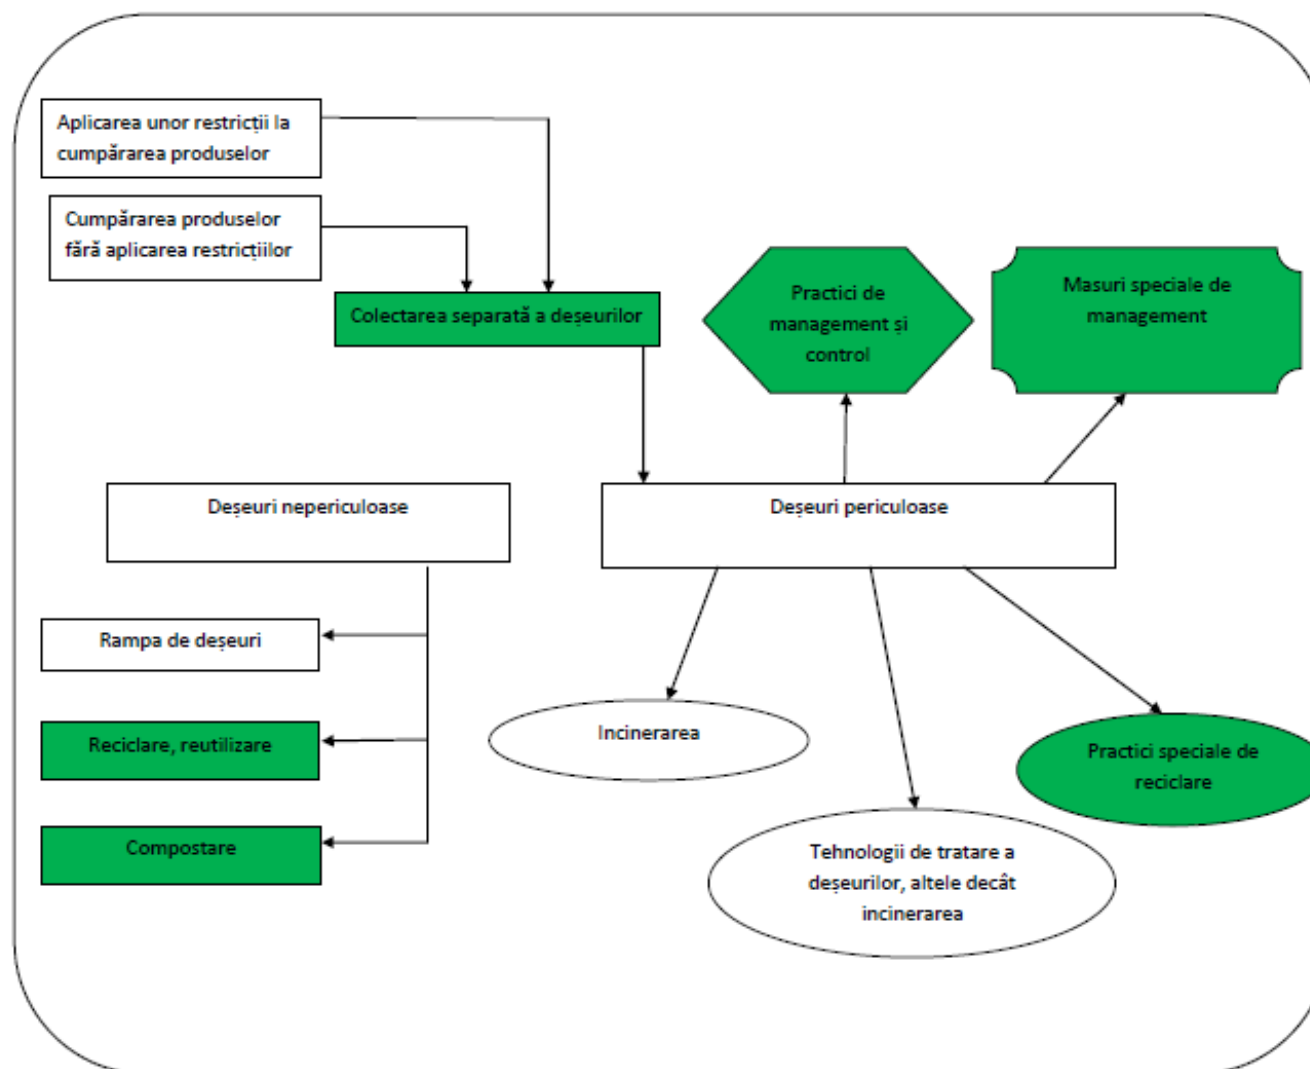 Aplicarea unor restricții la
cumpărarea produselor
Cumpărarea produselor
fără aplicarea restricțiilor
Colectarea separată a deșeurilor
Practici de
management și
control
Masuri speciale de
management
Deșeuri nepericuloase
Deșeuri periculoase
Rampa de deșeuri
Reciclare, reutilizare
Compostare
Incinerarea
Practici speciale de
reciclare
Tehnologii de tratare a
deșeurilor, altele decât
incinerarea